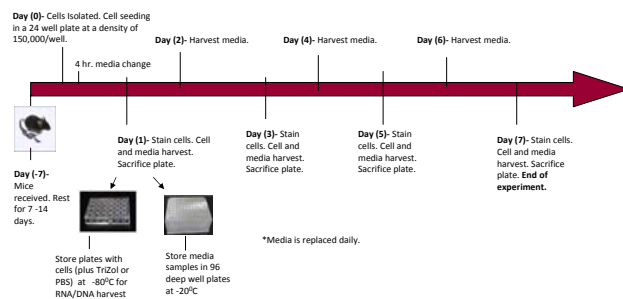 Day (0)- Cells Isolated. Cell seeding
in a 24 well plate at a density of
150,000/well.
4 hr. media change
Day (2)- Harvest media.
Day (4)- Harvest media.
Day (6)- Harvest media.
Day (-7)-
Mice
received. Rest
for 7 -14
days.
Day (1)- Stain cells. Cell
and media harvest.
Sacrifice plate.
Day (3)- Stain
cells. Cell and
media harvest.
Sacrifice plate.
Day (5)- Stain
cells. Cell and
media harvest.
Sacrifice plate.
Day (7)- Stain cells.
Cell and media
harvest. Sacrifice
plate. End of
experiment.
Store plates with
cells (plus TriZol or
PBS) at -80⁰C for
RNA/DNA harvest
Store media
samples in 96
deep well plates
at -20⁰C
*Media is replaced daily.